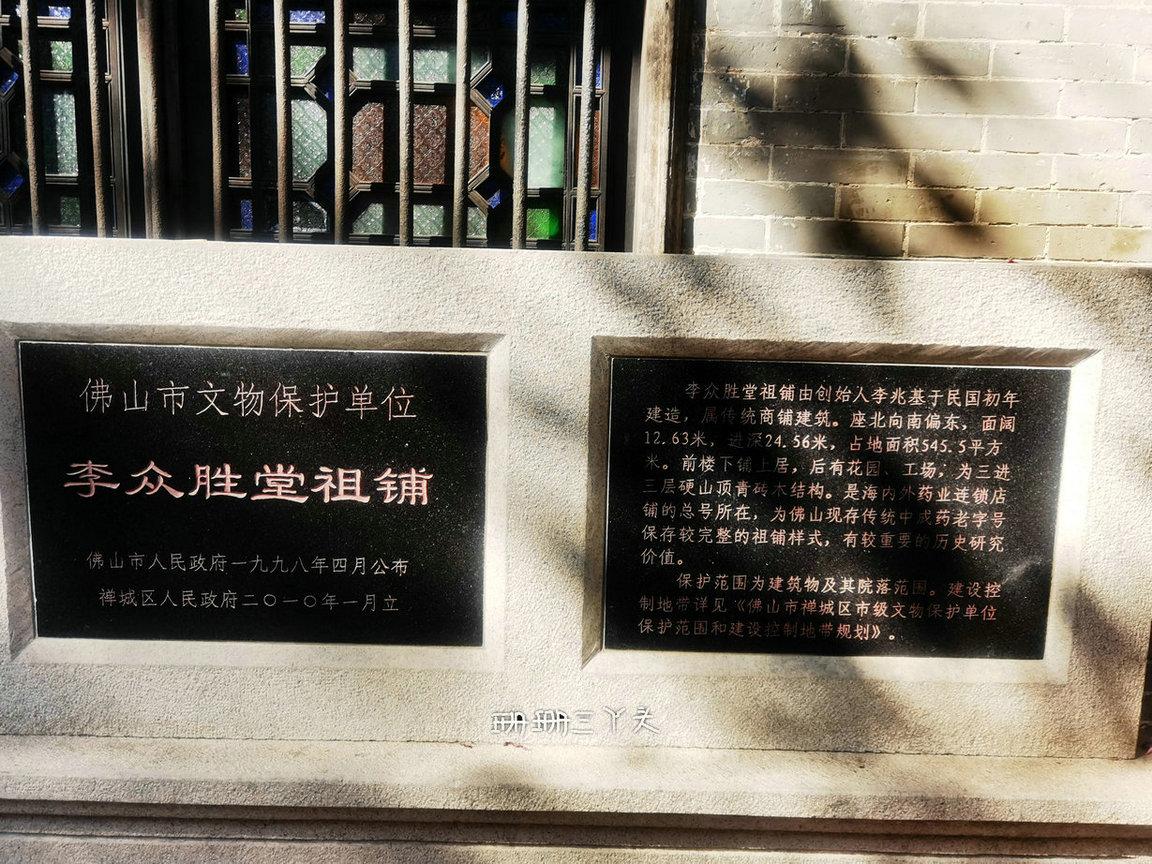 佛山市文物保护单位
李众胜堂祖铺
佛山市人民政府一九九八年四月公布
禅城区人民政府二〇一〇年一月立
李众胜堂祖铺由创始人李兆基于民国初年
建造，属传统商铺建筑。座北向南偏东，面阔
12.63米，进深24.56米，占地面积545.5平方
米。前楼下铺上居，后有花园、工场，为三进
三层硬山顶青砖木结构。是海内外药业连锁店
铺的总号所在，为佛山现存传统中成药老字号
保存较完整的祖铺样式，有较重要的历史研究
价值。
保护范围为建筑物及其院落范围。建设控
制地带详见《佛山市禅城区市级文物保护单位
保护范围和建设控制地带规划》。
珊珊三丫头